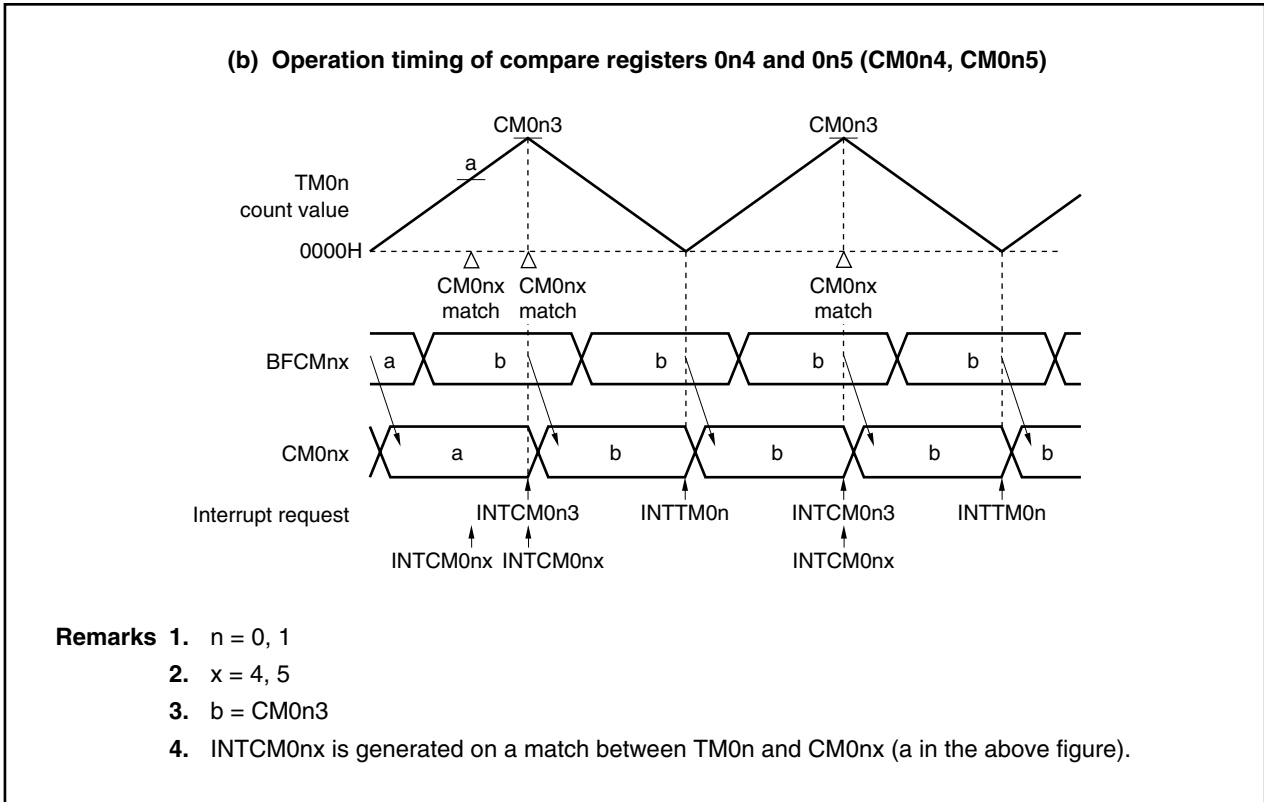 (b) Operation timing of compare registers 0n4 and 0n5 (CM0n4, CM0n5)
CM0n3 CM0n3
a
TM0n
count value
0000H
CM0nx CM0nx CM0nx
match match match
BFCMnx a b b b b
CM0nx a b b b b
Interrupt request INTCM0n3 INTTM0n INTCM0n3 INTTM0n
INTCM0nx INTCM0nx INTCM0nx
Remarks 1. n = 0, 1
2. x = 4, 5
3. b = CM0n3
4. INTCM0nx is generated on a match between TM0n and CM0nx (a in the above figure).